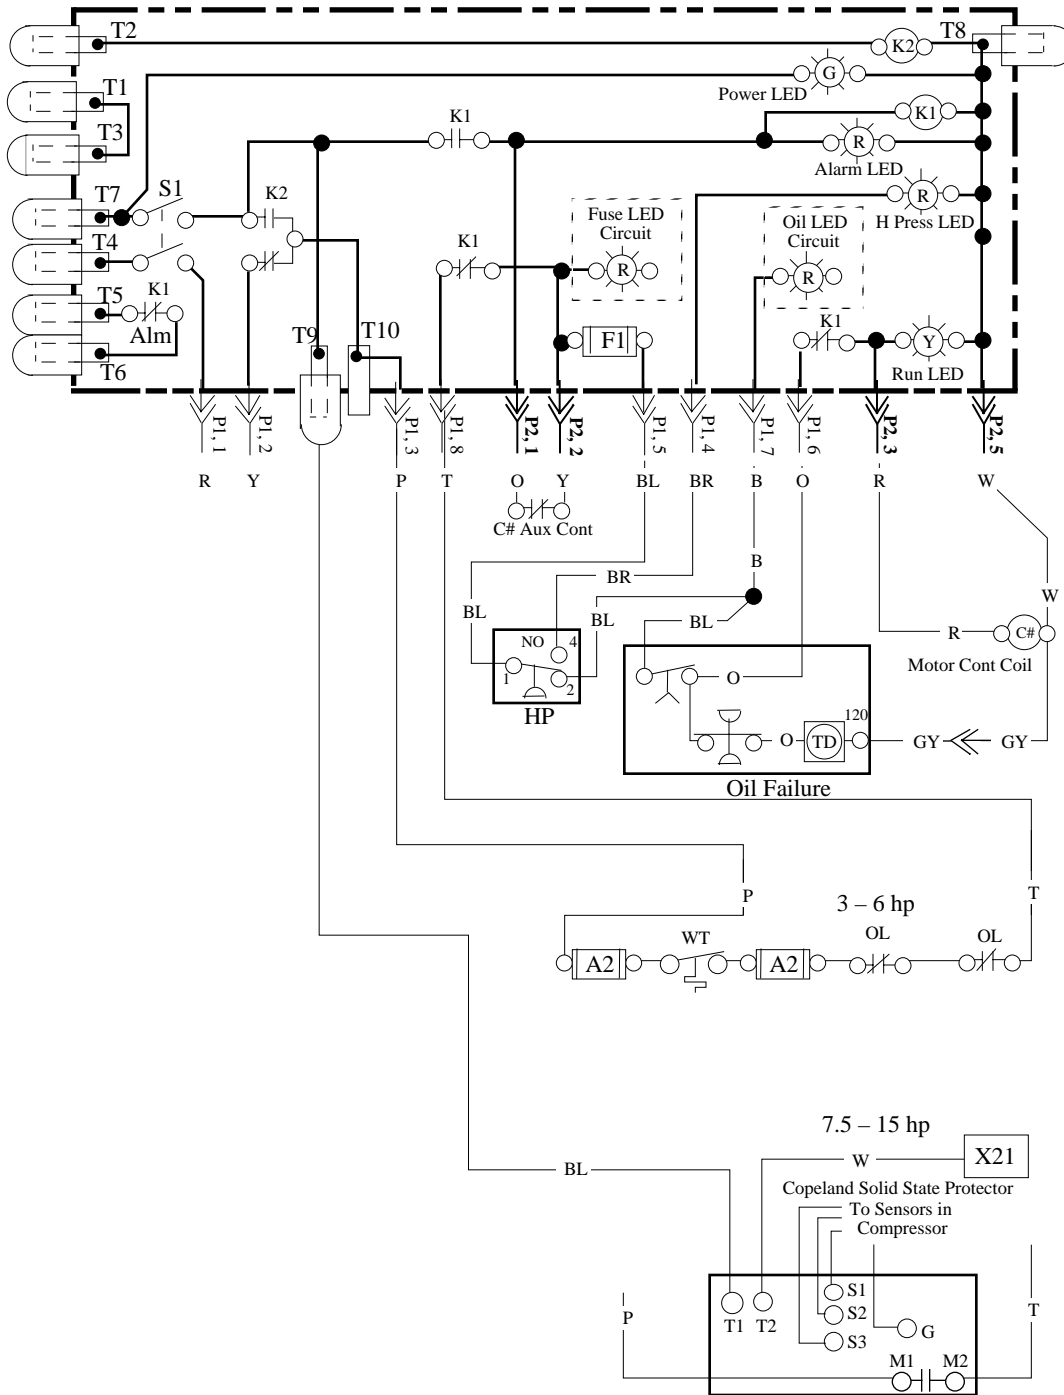 T2
K2
T8
G
Power LED
T1
T3
K1
K1
R
Alarm LED
T7
S1
K2
R
H Press LED
Fuse LED
Circuit
R
Oil LED
Circuit
R
T4
K1
T5
K1
Alm
T6
T9
T10
F1
K1
Y
Run LED
P1, 1
P1, 2
P1, 3
P1, 8
P2, 1
P2, 2
P1, 5
P1, 4
P1, 7
P1, 6
P2, 3
P2, 5
R
Y
P
T
O
Y
BL
BR
B
O
R
W
C# Aux Cont
B
BR
W
BL
BL
BL
R
C#
Motor Cont Coil
NO
4
1
2
HP
O
O
TD
120
GY
GY
Oil Failure
P
T
3 – 6 hp
WT
OL
OL
A2
A2
7.5 – 15 hp
BL
W
X21
Copeland Solid State Protector
To Sensors in
Compressor
P
T
T1
T2
S1
S2
S3
G
M1
M2